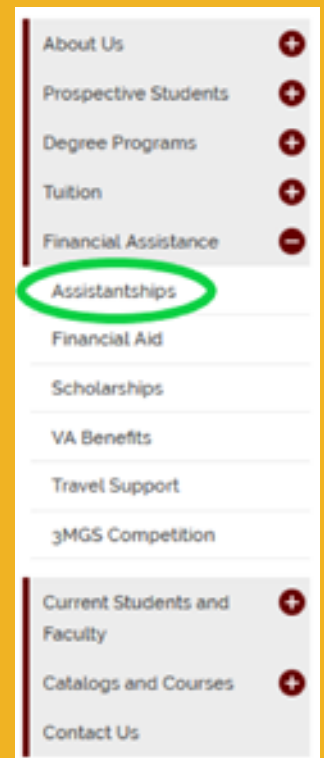 About Us
Prospective Students
Degree Programs
Tuition
Financial Assistance
Assistantships
Financial Aid
Scholarships
VA Benefits
Travel Support
3MGS Competition
Current Students and
Faculty
Catalogs and Courses
Contact Us